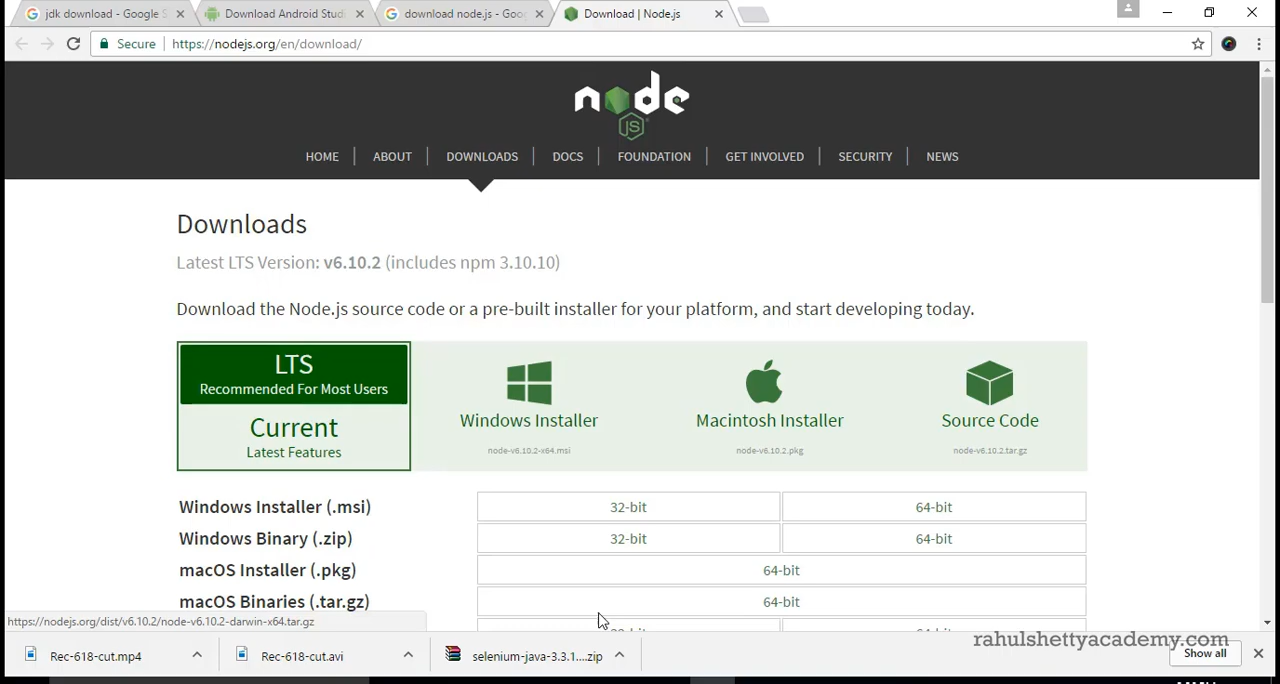 jdk download - Google S
Download Android Studi
download node.js - Goog
Download | Node.js
Secure
https://nodejs.org/en/download/
node
JS
HOME
ABOUT
DOWNLOADS
DOCS
FOUNDATION
GET INVOLVED
SECURITY
NEWS
Downloads
Latest LTS Version: v6.10.2 (includes npm 3.10.10)
Download the Node.js source code or a pre-built installer for your platform, and start developing today.
LTS
Recommended For Most Users
Current
Latest Features
Windows Installer
node-v6.10.2-x64.msi
Macintosh Installer
node-v6.10.2.pkg
Source Code
node-v6.10.2.tar.gz
Windows Installer (.msi)
32-bit
64-bit
Windows Binary (.zip)
32-bit
64-bit
macOS Installer (.pkg)
64-bit
macOS Binaries (.tar.gz)
64-bit
https://nodejs.org/dist/v6.10.2/node-v6.10.2-darwin-x64.tar.gz
rahulshettyacademy.com
Rec-618-cut.mp4
Rec-618-cut.avi
selenium-java-3.3.1....zip
Show all